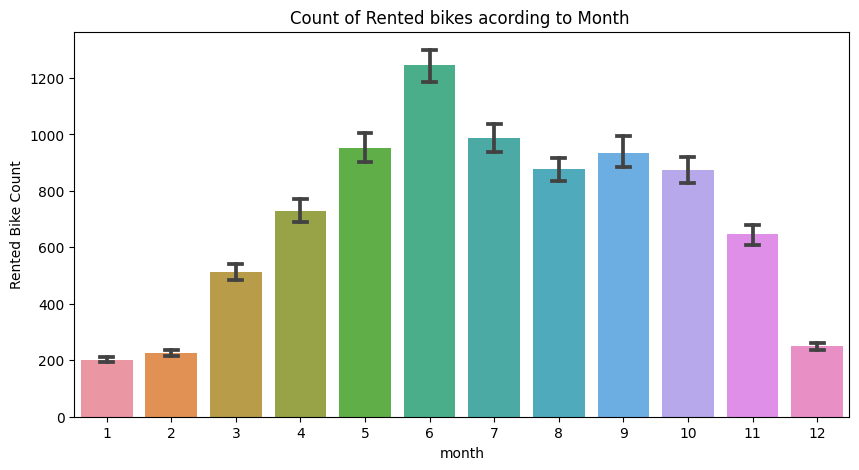 Count of Rented bikes acording to Month
Rented Bike Count
1200
1000
800
600
400
200
0
1 2 3 4 5 6 7 8 9 10 11 12
month